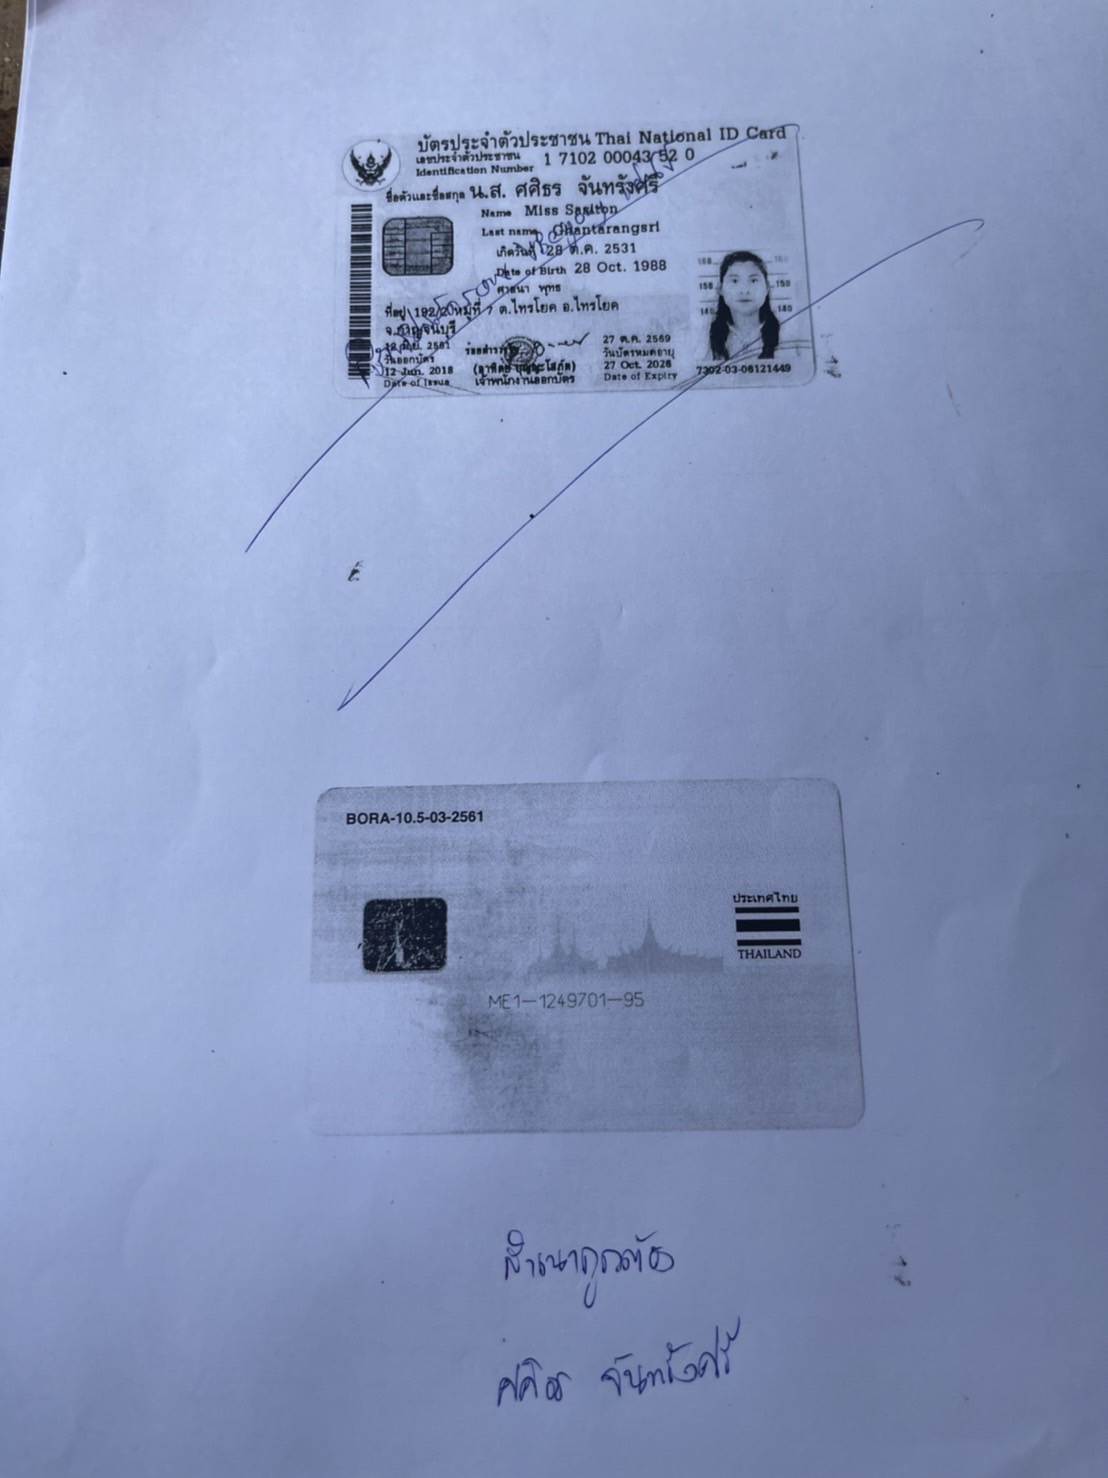 บัตรประจำตัวประชาชน Thai National ID Card
เลขประจำตัวประชาชน
Identification Number
1 7102 00043 52 0
ชื่อตัวและชื่อสกุล น.ส. ศศิธร จันทรังศรี
Name Miss Sasiton
Last name Chantarangsri
เกิดวันที่ 28 ต.ค. 2531
Date of Birth 28 Oct. 1988
ศาสนา พุทธ
ที่อยู่ 192/2 หมู่ที่ 7 ต.ไทรโยค อ.ไทรโยค
จ.กาญจนบุรี
12 มิ.ย. 2561
วันออกบัตร
12 Jun. 2018
Date of Issue
เจ้าพนักงานออกบัตร
27 ต.ค. 2569
วันบัตรหมดอายุ
27 Oct. 2026
Date of Expiry
160
150
140
7302-03-06121449
BORA-10.5-03-2561
ประเทศไทย
THAILAND
ME1-1249701-95
สำเนาถูกต้อง
ศศิธร จันทรังศรี